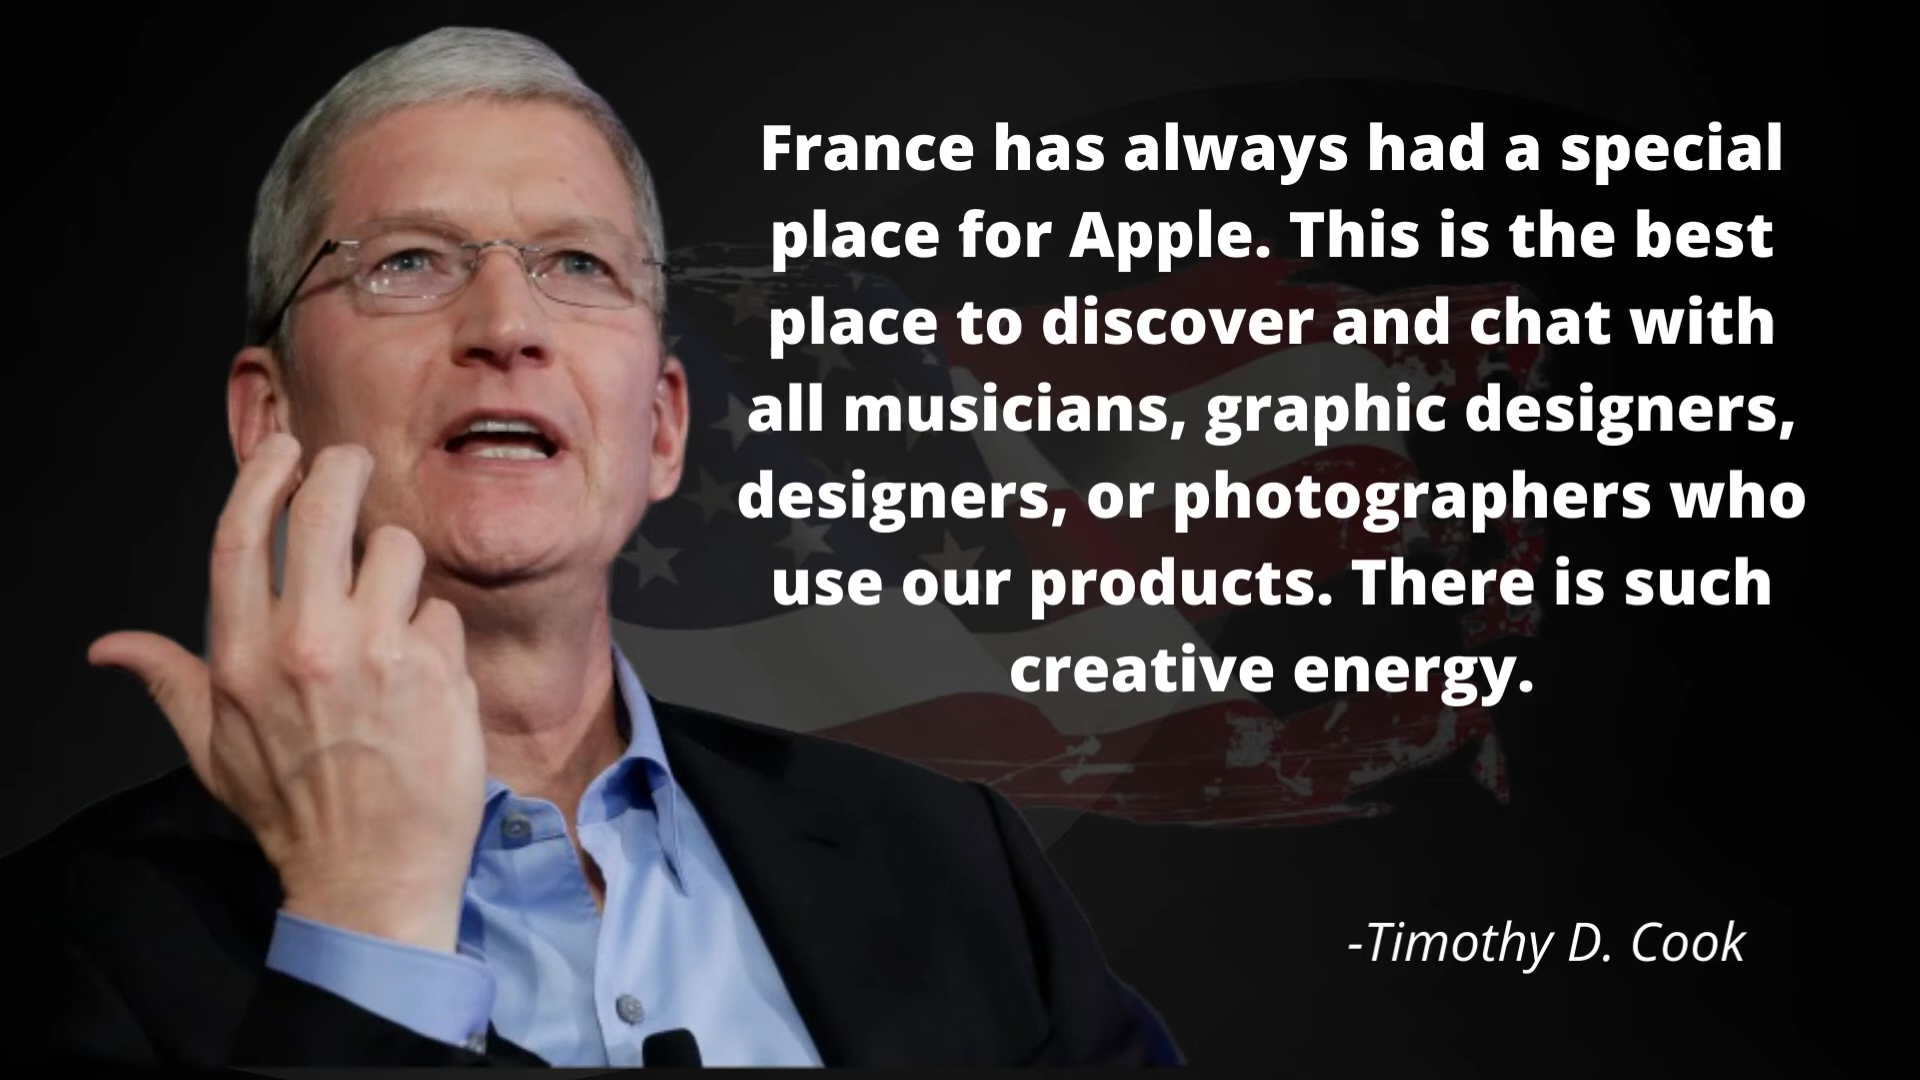 France has always had a special
place for Apple. This is the best
place to discover and chat with
all musicians, graphic designers,
designers, or photographers who
use our products. There is such
creative energy.
-Timothy D. Cook